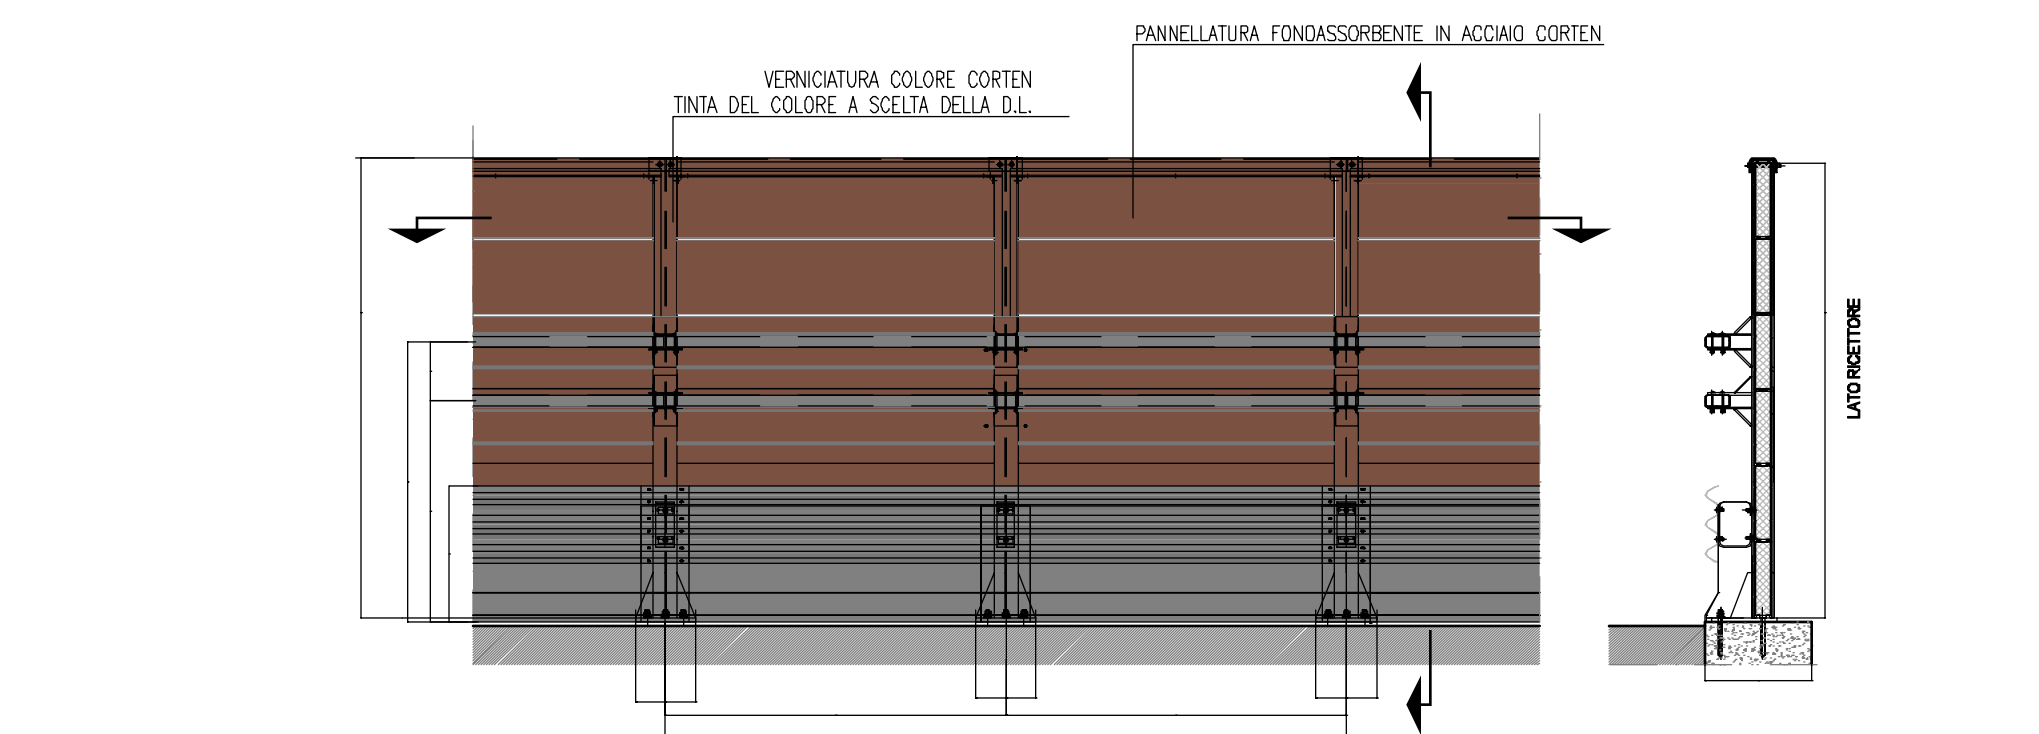 PANNELLATURA FONOASSORBENTE IN ACCIAIO CORTEN
VERNICIATURA COLORE CORTEN
TINTA DEL COLORE A SCELTA DELLA D.L.
LATO RICETTORE